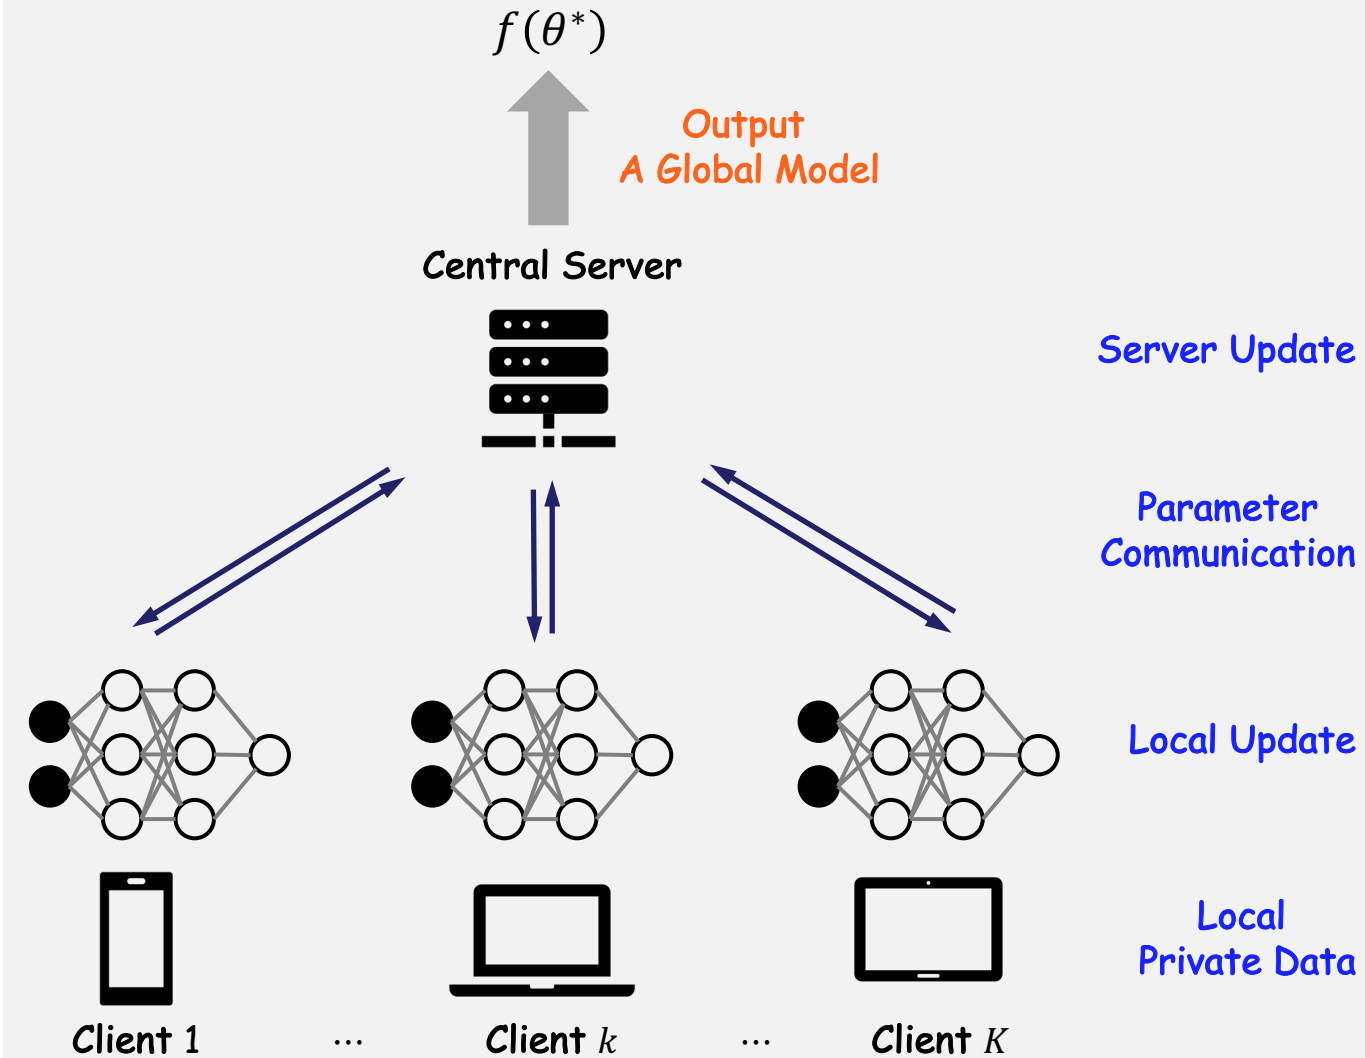 f(θ*)
Output
A Global Model
Central Server
Server Update
Parameter
Communication
Local Update
Local
Private Data
Client 1 ... Client k ... Client K